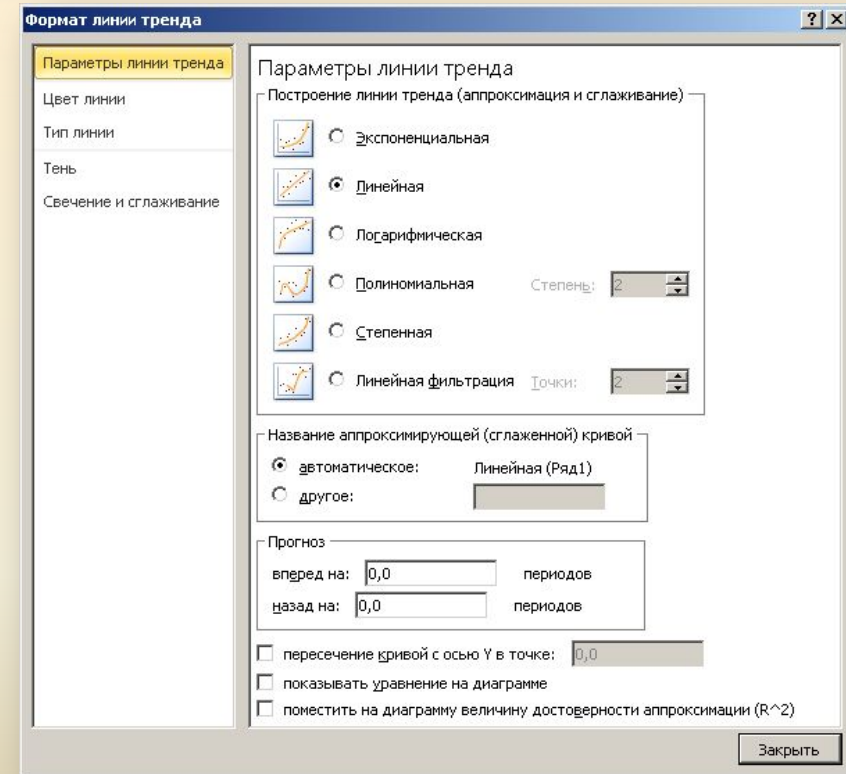 Формат линии тренда
Параметры линии тренда
Цвет линии
Тип линии
Тень
Свечение и сглаживание
Параметры линии тренда
Построение линии тренда (аппроксимация и сглаживание)
Экспоненциальная
Линейная
Логарифмическая
Полиномиальная Степень: 2
Степенная
Линейная фильтрация Точки: 2
Название аппроксимирующей (сглаженной) кривой
автоматическое: Линейная (Ряд1)
другое:
Прогноз
вперед на: 0,0 периодов
назад на: 0,0 периодов
пересечение кривой с осью Y в точке: 0,0
показывать уравнение на диаграмме
поместить на диаграмму величину достоверности аппроксимации (R^2)
Закрыть